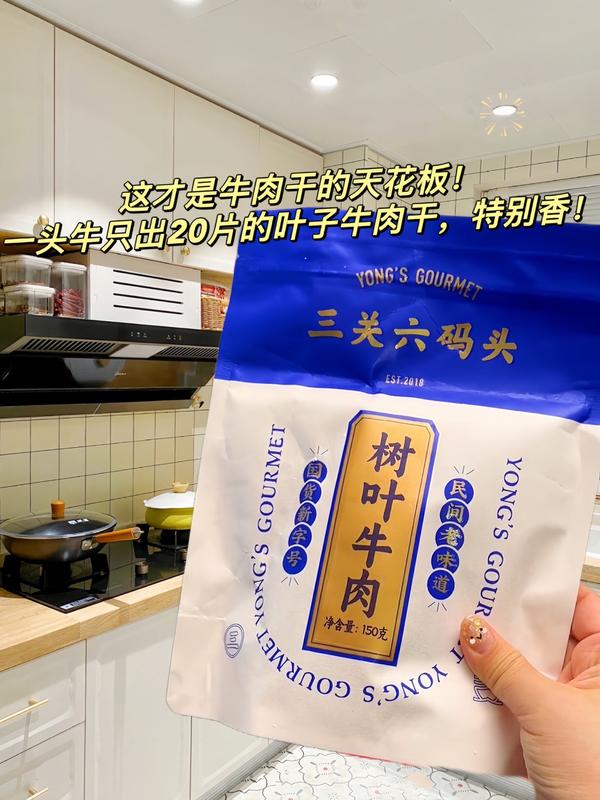 这才是牛肉干的天花板！
一头牛只出20片的叶子牛肉干，特别香！
YONG'S GOURMET
三关六码头
EST.2018
国货新字号
树叶牛肉
净含量：150克
民间老味道
YONG'S GOURMET YONG'S GOURMET YONG'S GOUR